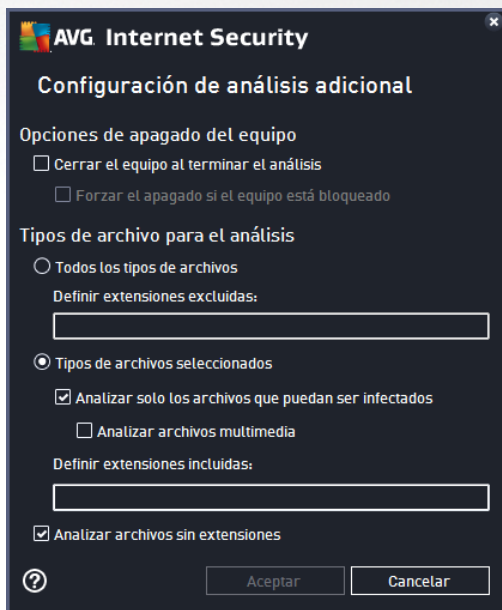 AVG Internet Security
Configuración de análisis adicional
Opciones de apagado del equipo
Cerrar el equipo al terminar el análisis
Forzar el apagado si el equipo está bloqueado
Tipos de archivo para el análisis
Todos los tipos de archivos
Definir extensiones excluidas:
Tipos de archivos seleccionados
Analizar solo los archivos que puedan ser infectados
Analizar archivos multimedia
Definir extensiones incluidas:
Analizar archivos sin extensiones
Aceptar
Cancelar